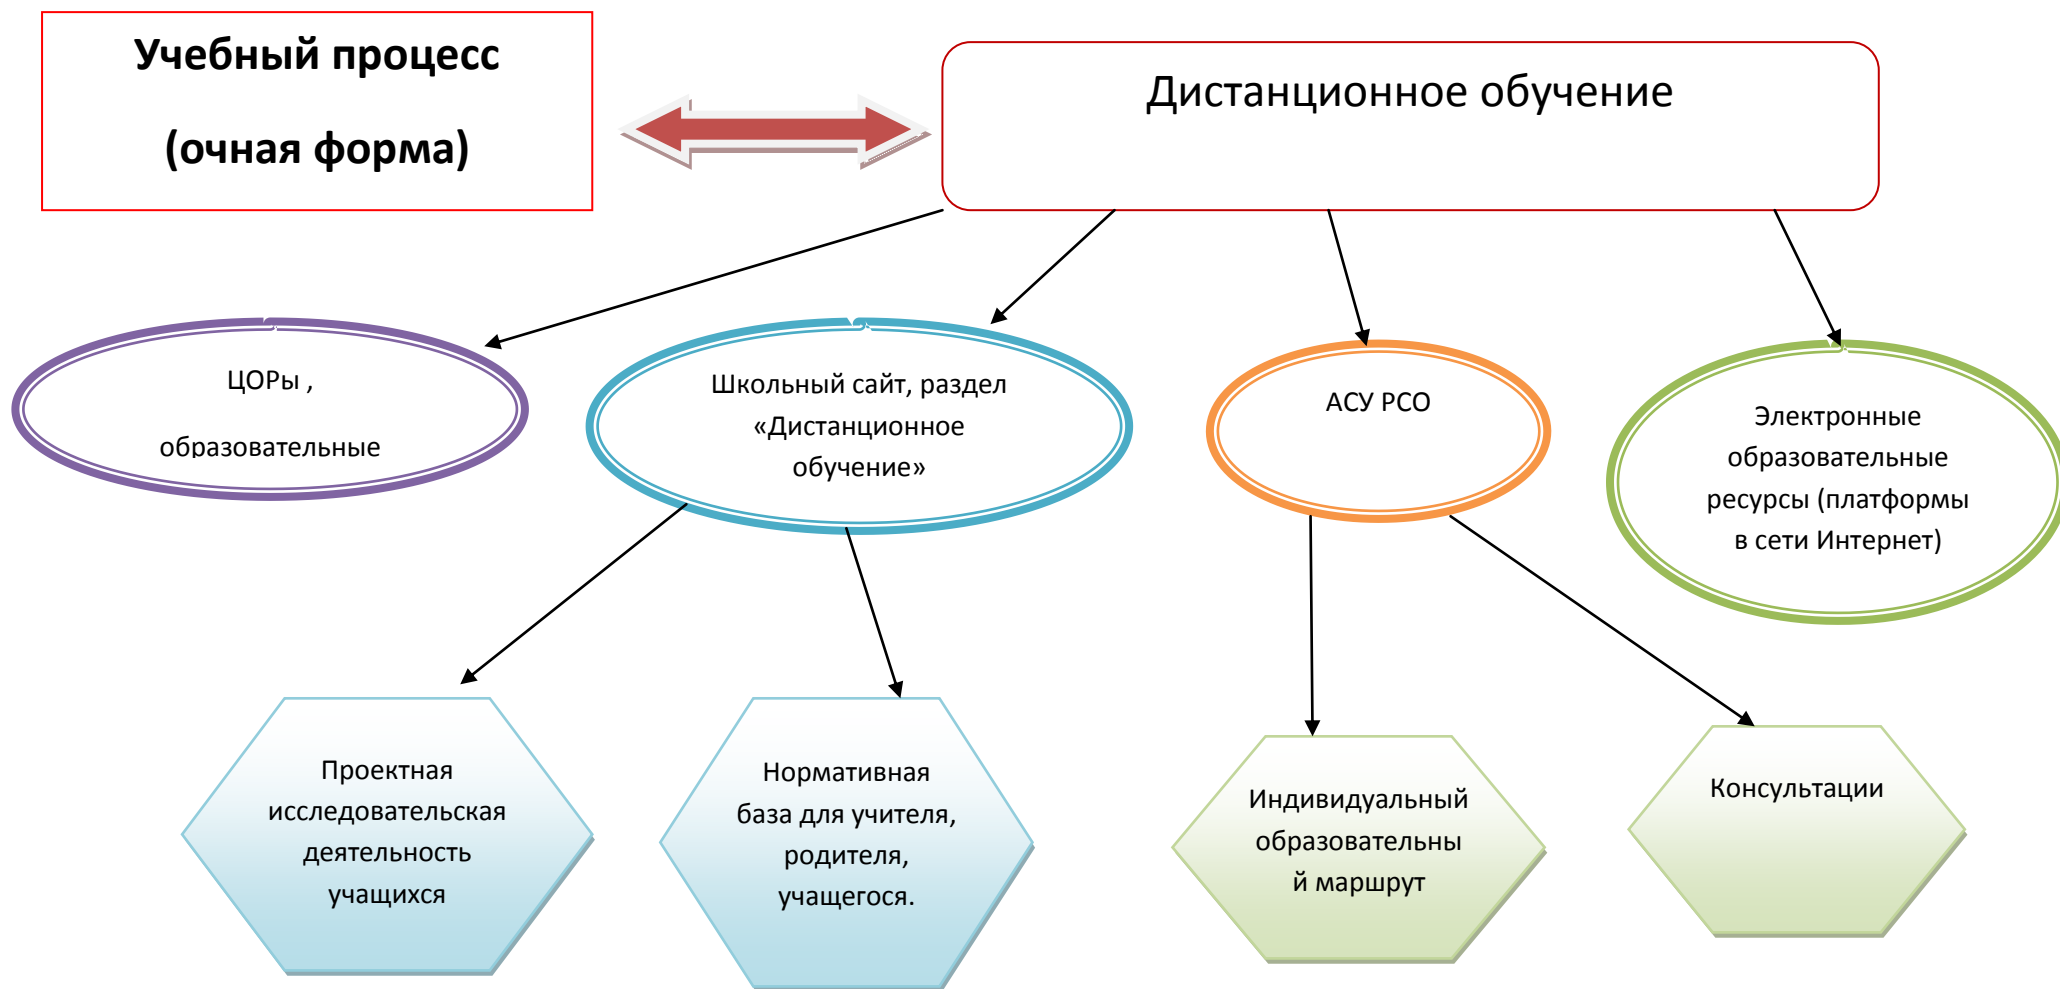 Учебный процесс
(очная форма)
Дистанционное обучение
ЦОРы ,
образовательные
Школьный сайт, раздел
«Дистанционное
обучение»
АСУ РСО
Электронные
образовательные
ресурсы (платформы
в сети Интернет)
Проектная
исследовательская
деятельность
учащихся
Нормативная
база для учителя,
родителя,
учащегося.
Индивидуальный
образовательны
й маршрут
Консультации